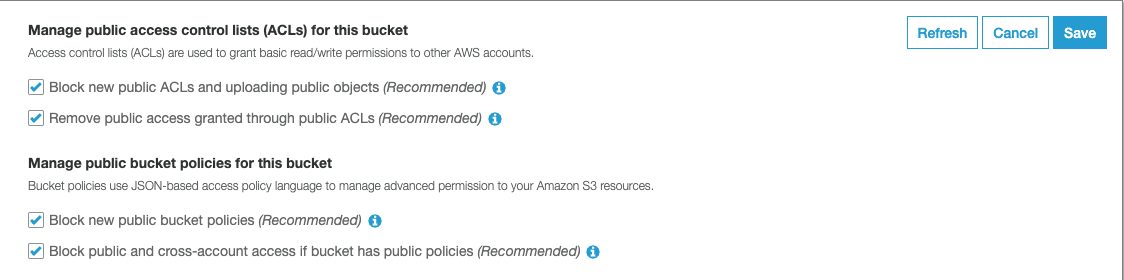 Manage public access control lists (ACLs) for this bucket
Refresh Cancel Save
Access control lists (ACLs) are used to grant basic read/write permissions to other AWS accounts.
Block new public ACLs and uploading public objects (Recommended)
Remove public access granted through public ACLs (Recommended)
Manage public bucket policies for this bucket
Bucket policies use JSON-based access policy language to manage advanced permission to your Amazon S3 resources.
Block new public bucket policies (Recommended)
Block public and cross-account access if bucket has public policies (Recommended)